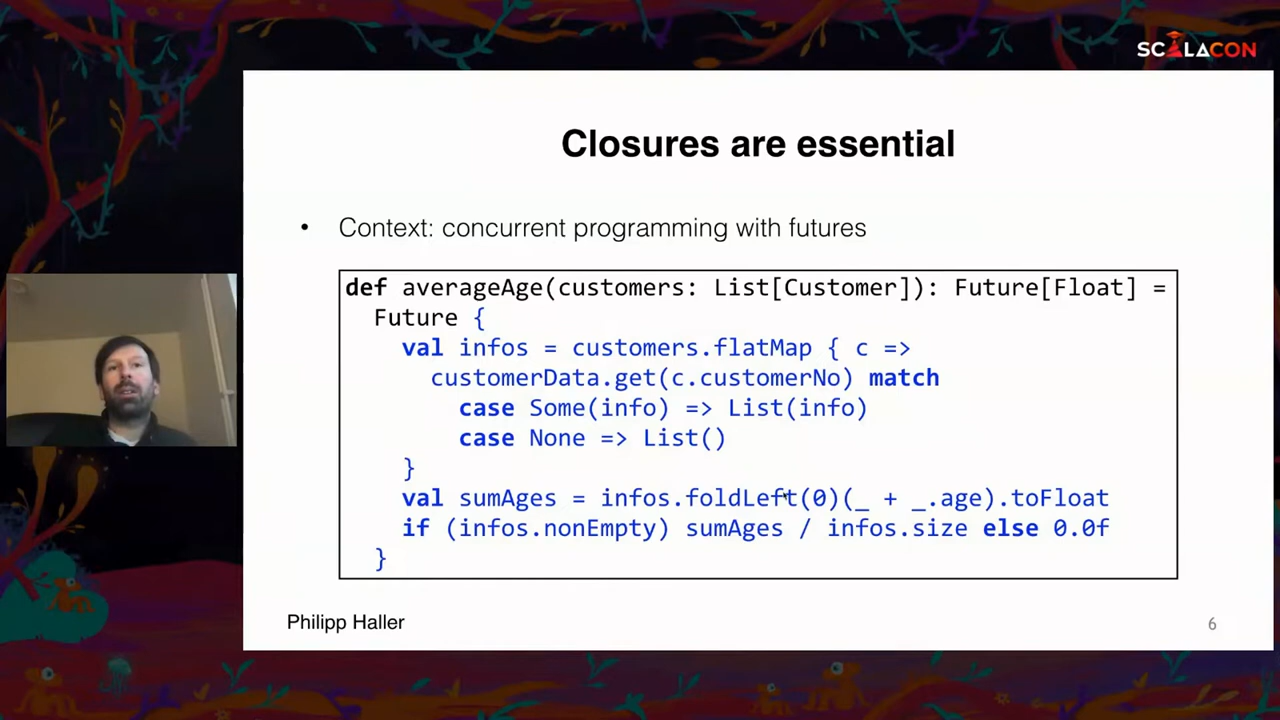 SCALACON
Closures are essential
• Context: concurrent programming with futures
def averageAge(customers: List[Customer]): Future[Float] =
  Future {
    val infos = customers.flatMap { c =>
      customerData.get(c.customerNo) match
        case Some(info) => List(info)
        case None => List()
    }
    val sumAges = infos.foldLeft(0)(_ + _.age).toFloat
    if (infos.nonEmpty) sumAges / infos.size else 0.0f
  }
Philipp Haller
6